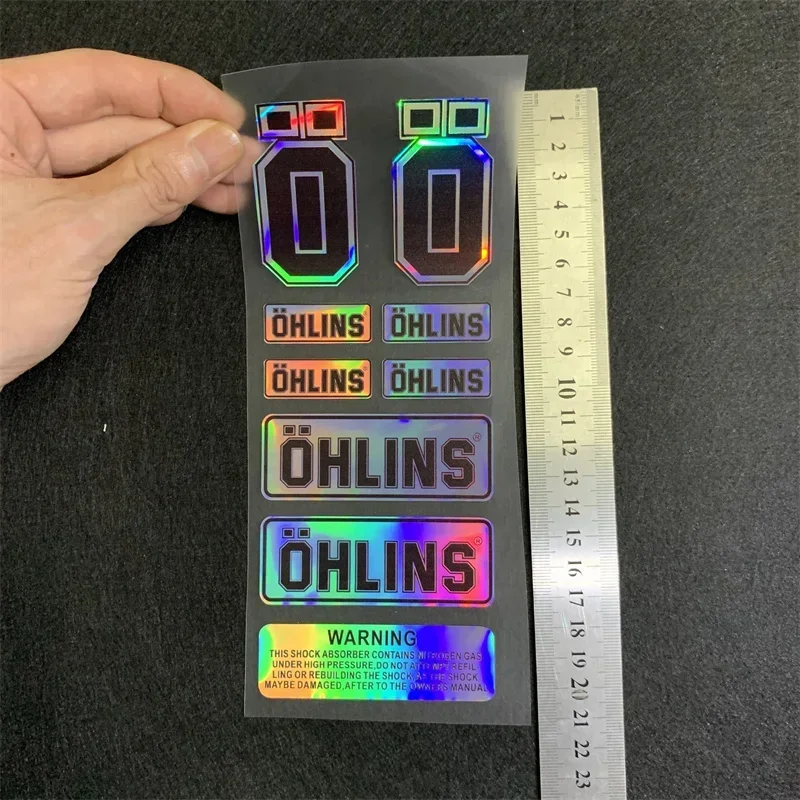 Ö Ö
ÖHLINS ÖHLINS
ÖHLINS ÖHLINS
ÖHLINS®
ÖHLINS®
WARNING
THIS SHOCK ABSORBER CONTAINS NITROGEN GAS
UNDER HIGH PRESSURE,DO NOT ATTEMPT REFIL-
LING OR REBUILDING THE SHOCK AS THE SHOCK
MAYBE DAMAGED,AFTER TO THE OWNERS MANUAL
1
2
3
4
5
6
7
8
9
10
11
12
13
14
15
16
17
18
19
20
21
22
23